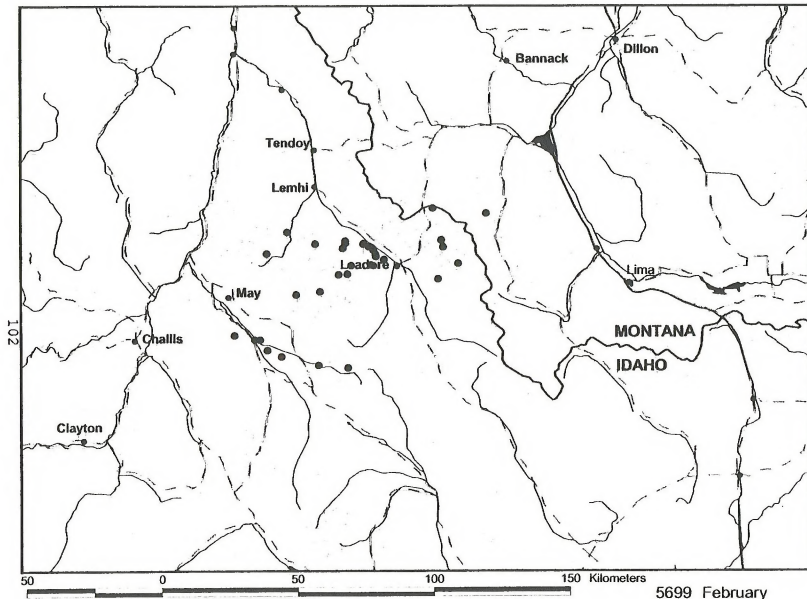 Dillon
Bannack
Tendoy
Lemhi
Leadore
Lima
May
MONTANA
102
Challis
IDAHO
Clayton
50 0 50 100 150 Kilometers
5699 February